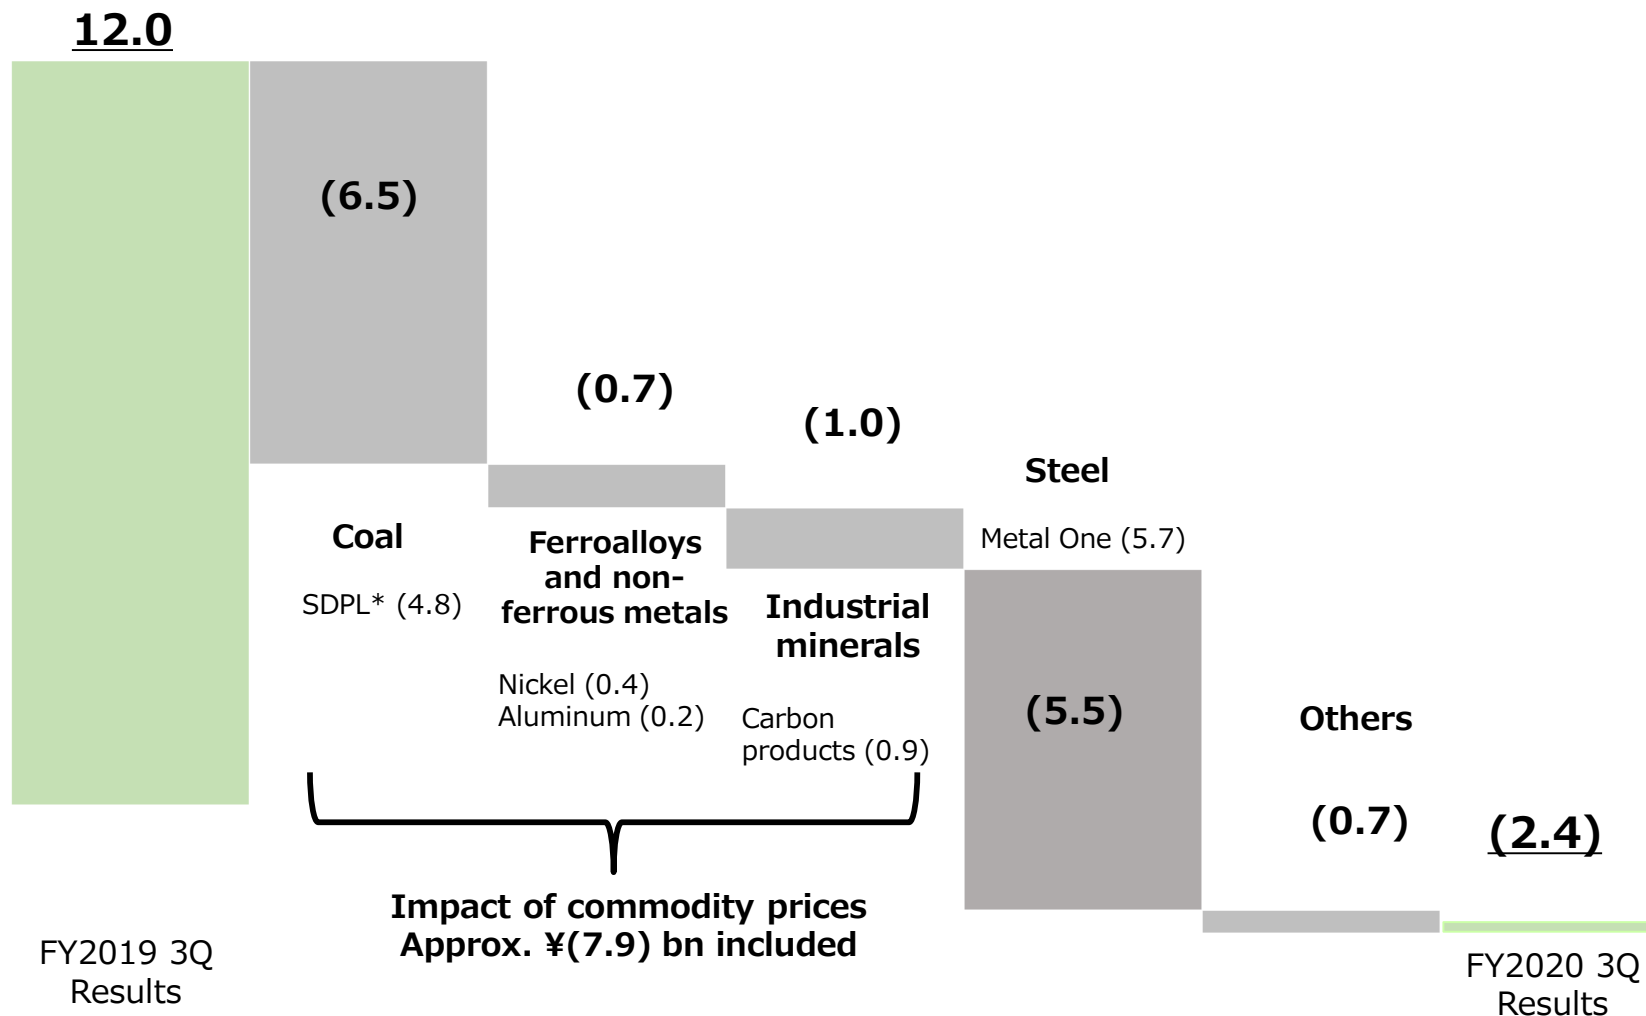 12.0
(6.5)
(0.7)
(1.0)
Steel
Metal One (5.7)
Coal
SDPL* (4.8)
Ferroalloys
and non-
ferrous metals
Nickel (0.4)
Aluminum (0.2)
Industrial
minerals
Carbon
products (0.9)
(5.5)
Others
(0.7)
(2.4)
Impact of commodity prices
Approx. ¥(7.9) bn included
FY2019 3Q
Results
FY2020 3Q
Results